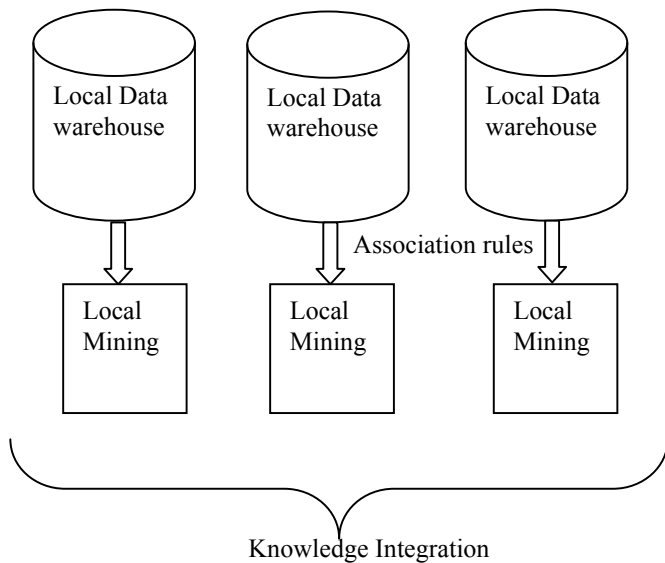 Local Data
warehouse
Local Data
warehouse
Local Data
warehouse
Association rules
Local
Mining
Local
Mining
Local
Mining
Knowledge Integration